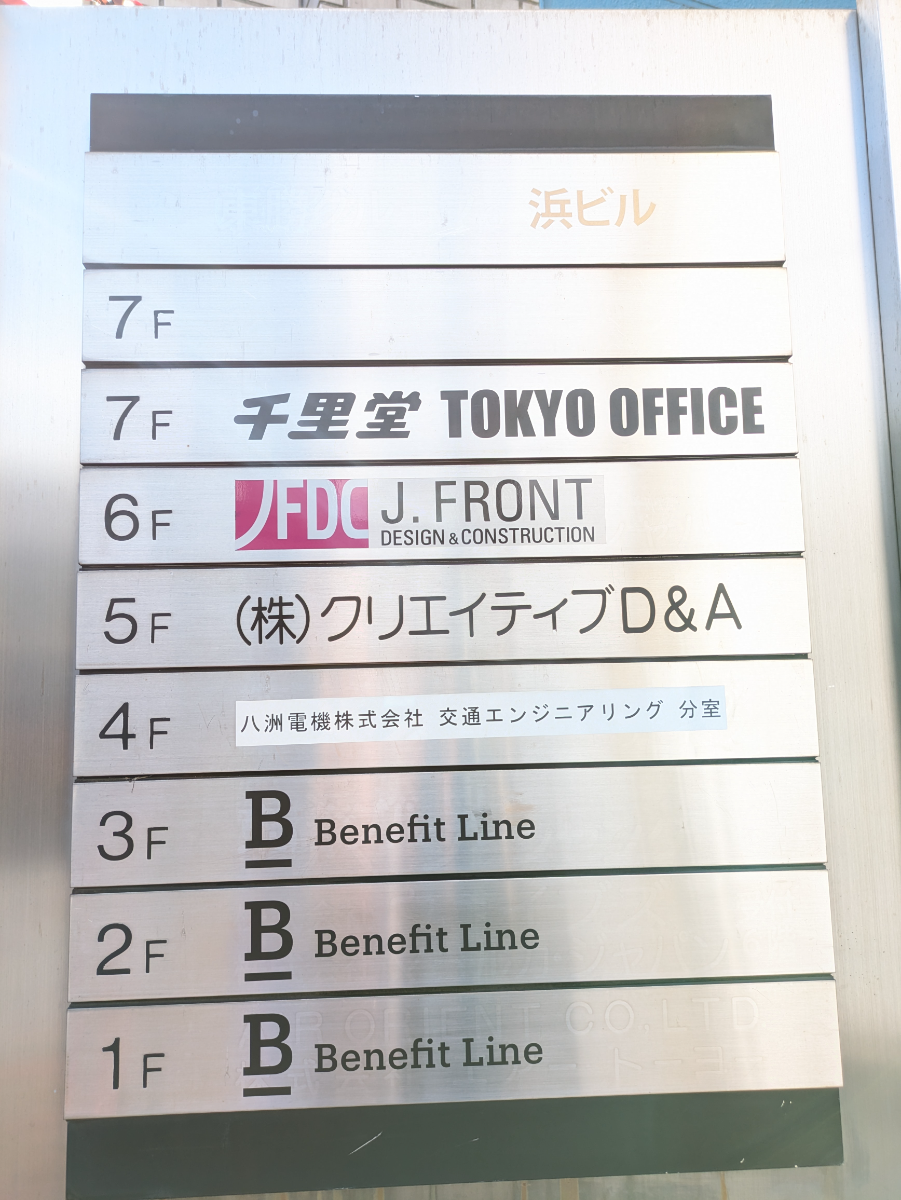 浜ビル
7F
7F 千里堂 TOKYO OFFICE
6F JFDC J. FRONT
DESIGN & CONSTRUCTION
5F (株)クリエイティブD&A
4F 八洲電機株式会社 交通エンジニアリング 分室
3F B Benefit Line
2F B Benefit Line
1F B Benefit Line
CO.LTD